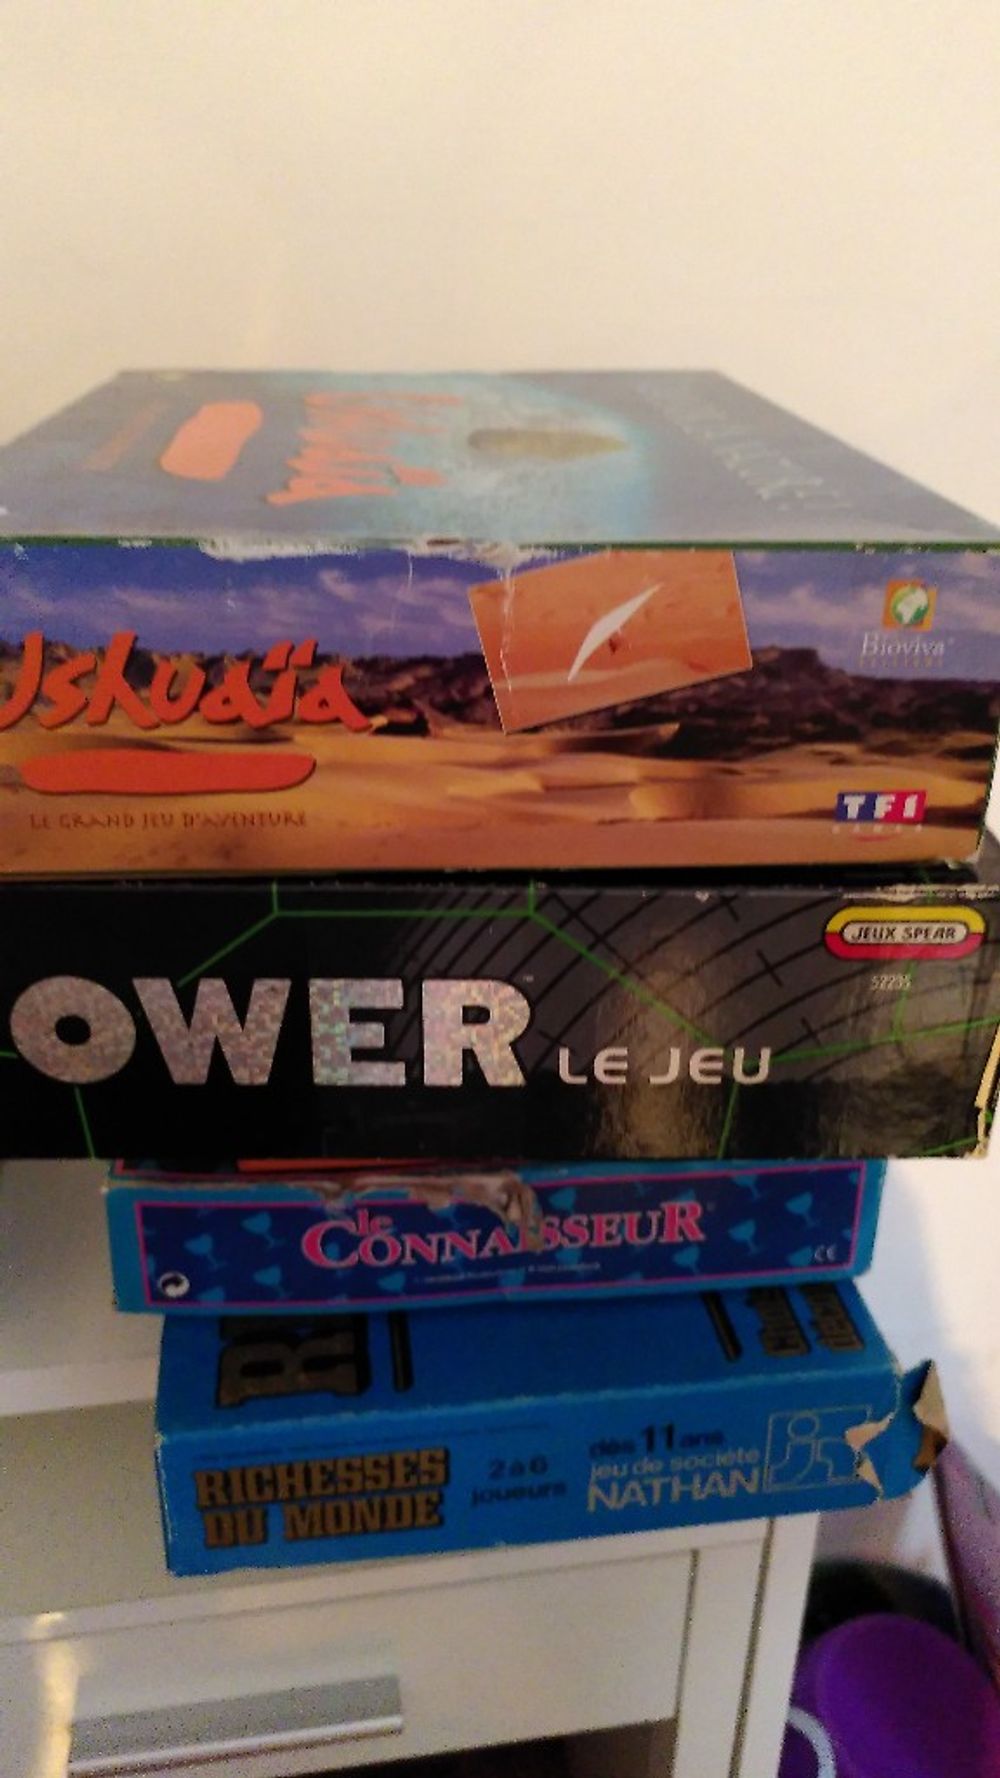 Ushuaïa
Bioviva
LE GRAND JEU D'AVENTURE
TF1
JEUX SPEAR
52235
OWER LE JEU
le
CONNAISSEUR
CE
RICHESSES
DU MONDE
2 à 6
joueurs
dès 11 ans
jeu de société
NATHAN
jn